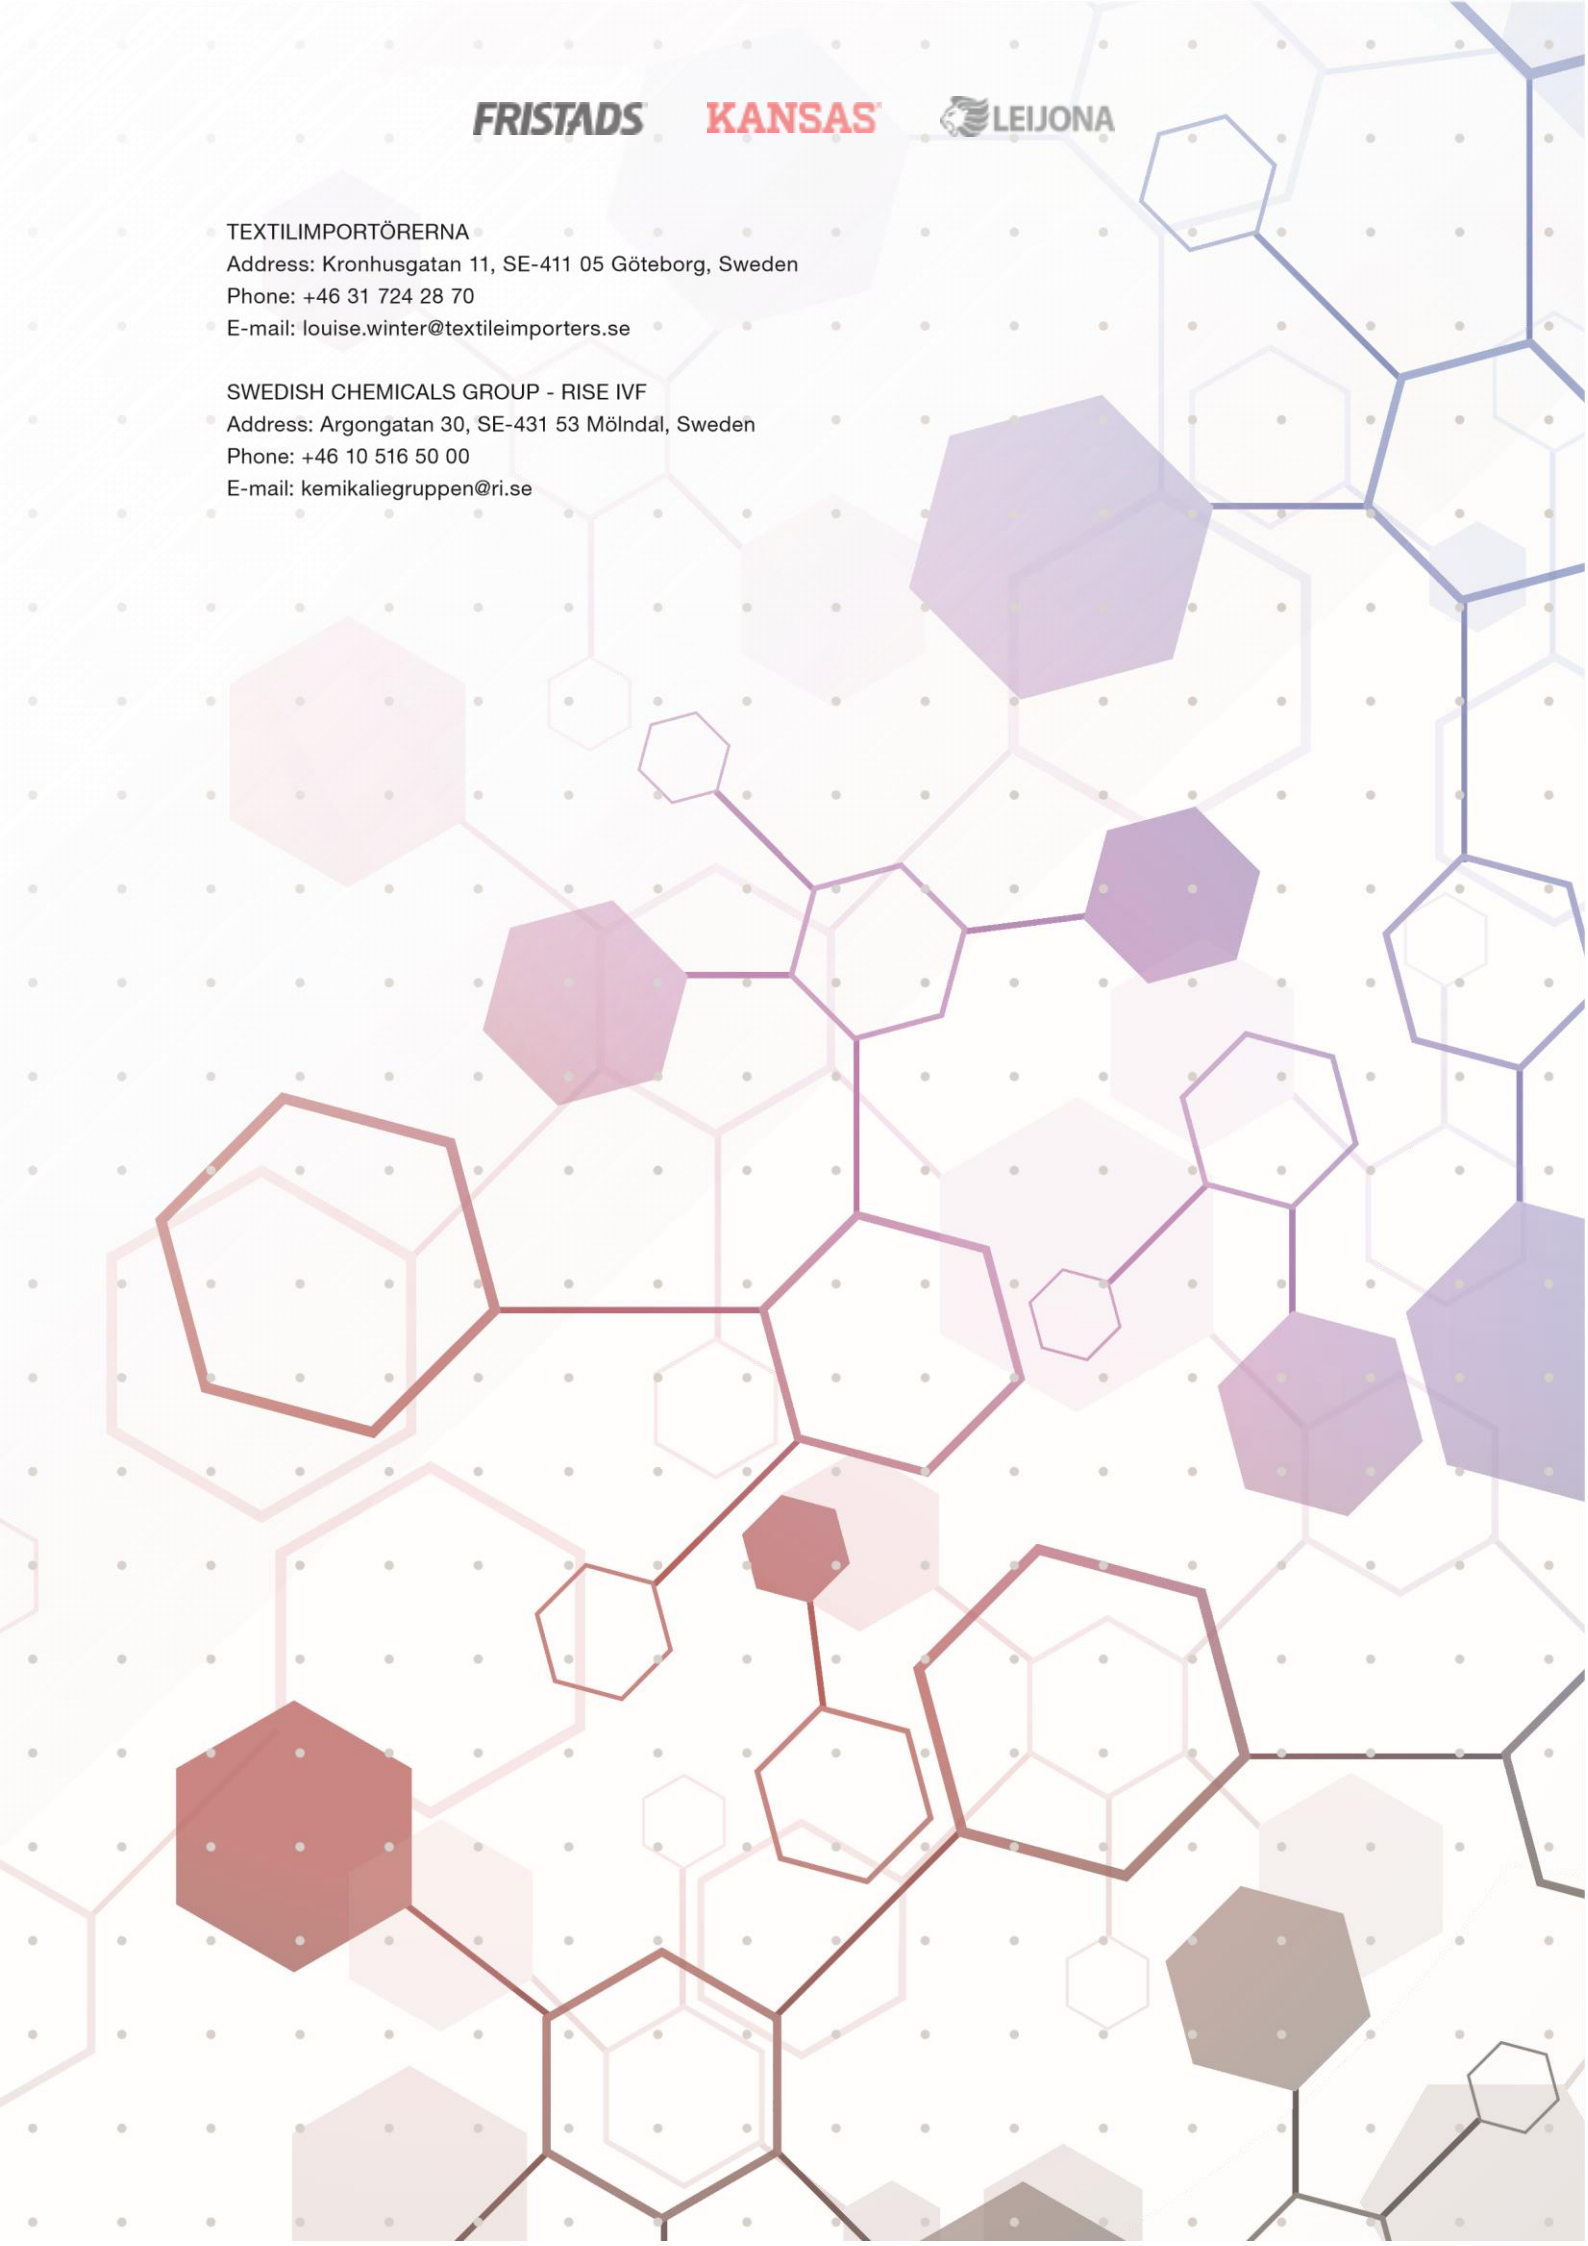 FRISTADS KANSAS LEIJONA
TEXTILIMPORTÖRERNA
Address: Kronhusgatan 11, SE-411 05 Göteborg, Sweden
Phone: +46 31 724 28 70
E-mail: louise.winter@textileimporters.se
SWEDISH CHEMICALS GROUP - RISE IVF
Address: Argongatan 30, SE-431 53 Mölndal, Sweden
Phone: +46 10 516 50 00
E-mail: kemikaliegruppen@ri.se